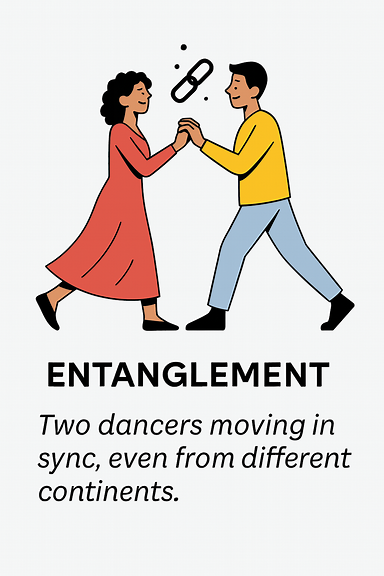 ENTANGLEMENT
Two dancers moving in
sync, even from different
continents.